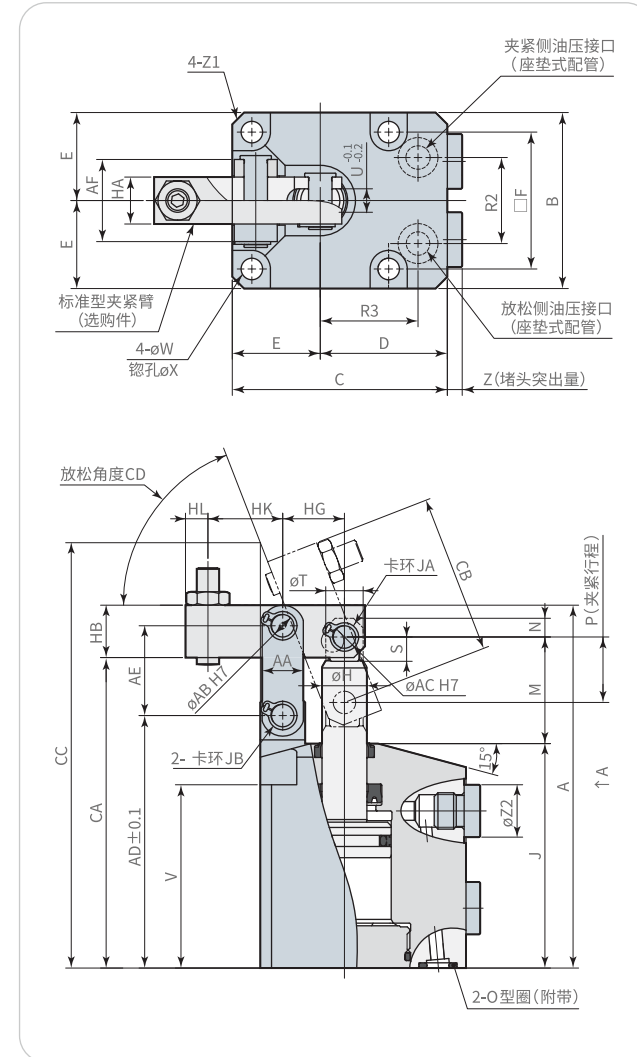 4-Z1
夹紧侧油压接口
(座垫式配管)
E
AF
HA
U -0.1 -0.2
R2
□F
B
E
标准型夹紧臂
(选购件)
4-øW
锪孔øX
R3
放松侧油压接口
(座垫式配管)
E
D
C
Z(堵头突出量)
放松角度CD
HL
HK
HG
øT
卡环JA
CB
P(夹紧行程)
HB
AE
AA
øAB H7
S
øH
øAC H7
N
M
CC
CA
AD±0.1
2- 卡环JB
V
15°
øZ2
J
A
↑A
2-O型圈(附带)